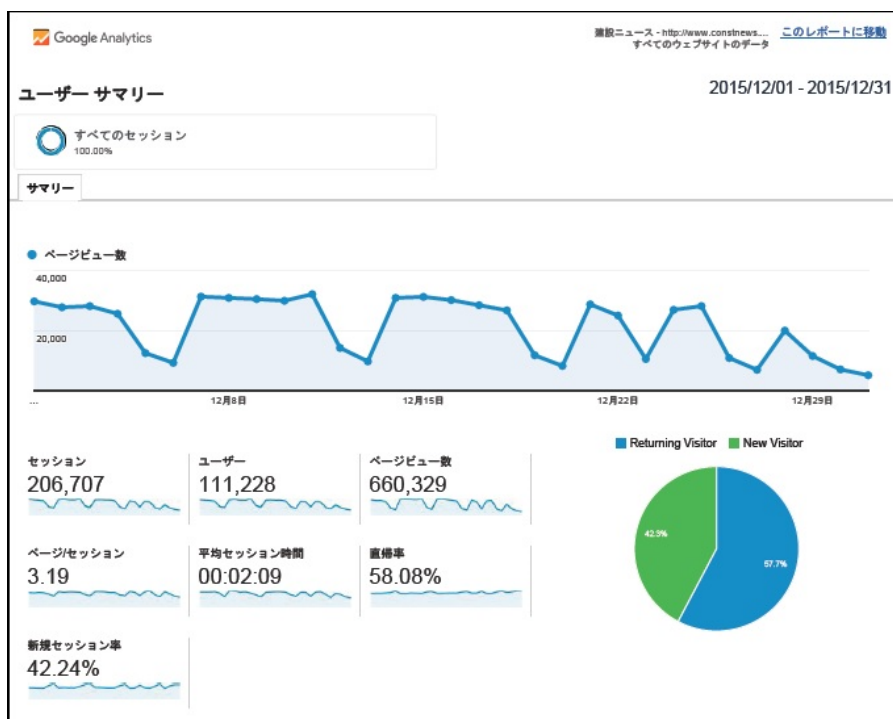 Google Analytics
建設ニュース - http://www.constnews....
すべてのウェブサイトのデータ
このレポートに移動
ユーザー サマリー
2015/12/01 - 2015/12/31
すべてのセッション
100.00%
サマリー
ページビュー数
40,000
20,000
...
12月8日
12月15日
12月22日
12月29日
Returning Visitor
New Visitor
セッション
206,707
ユーザー
111,228
ページビュー数
660,329
ページ/セッション
3.19
平均セッション時間
00:02:09
直帰率
58.08%
新規セッション率
42.24%
42.3%
57.7%